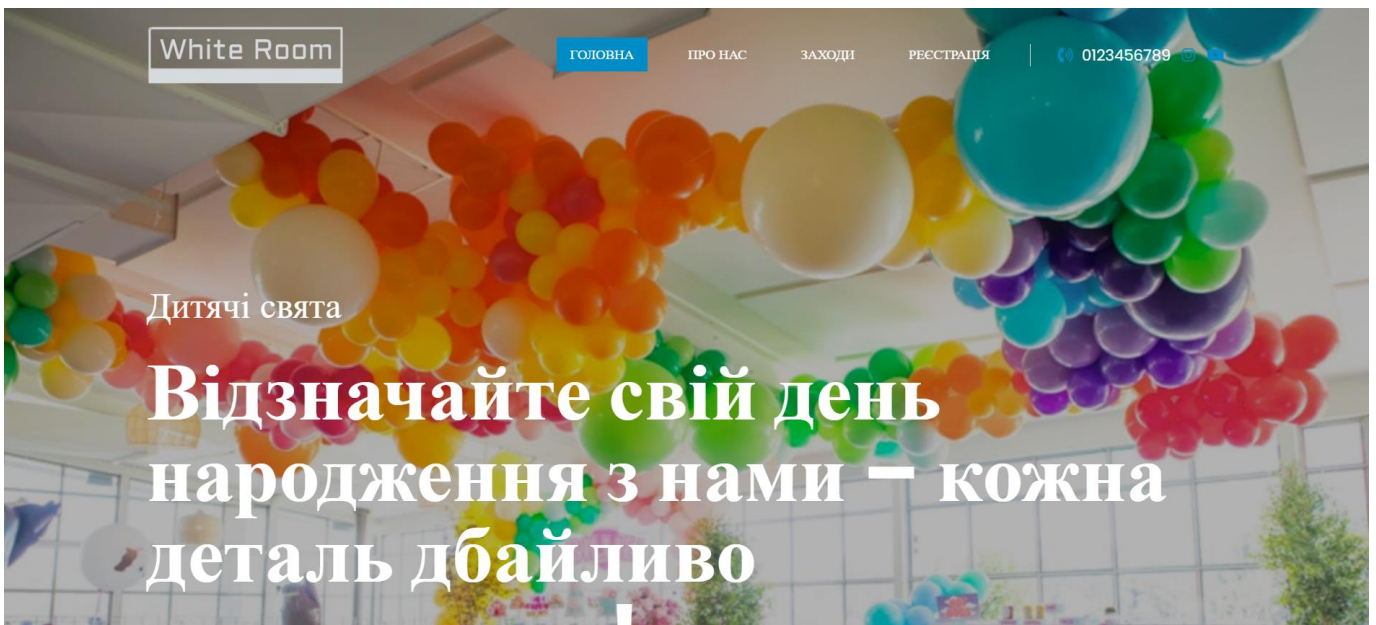 White Room
ГОЛОВНА
ПРО НАС
ЗАХОДИ
РЕЄСТРАЦІЯ
0123456789
Дитячі свята
Відзначайте свій день
народження з нами – кожна
деталь дбайливо